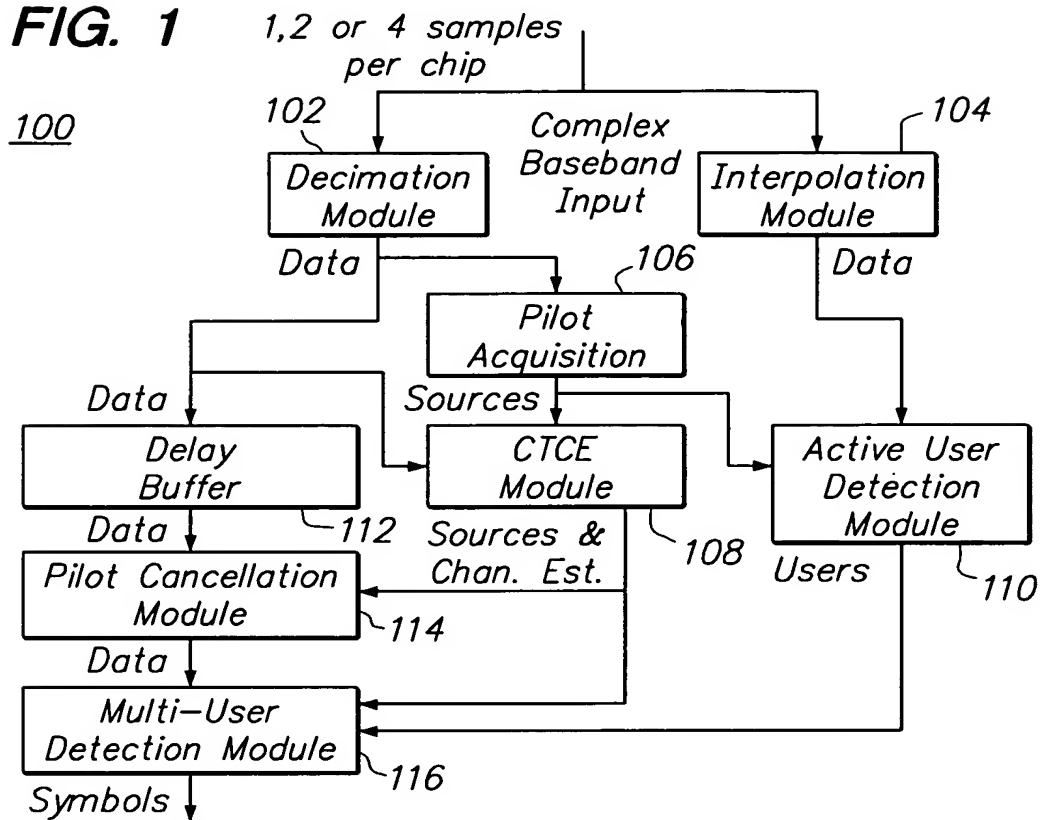 FIG. 1
1,2 or 4 samples
per chip
100
102
104
Complex
Baseband
Input
Decimation
Module
Interpolation
Module
Data
Data
106
Pilot
Acquisition
Data
Sources
Delay
Buffer
CTCE
Module
Active User
Detection
Module
Data
112
Sources &
Chan. Est.
108
Users
110
Pilot Cancellation
Module
114
Data
Multi-User
Detection Module
116
Symbols